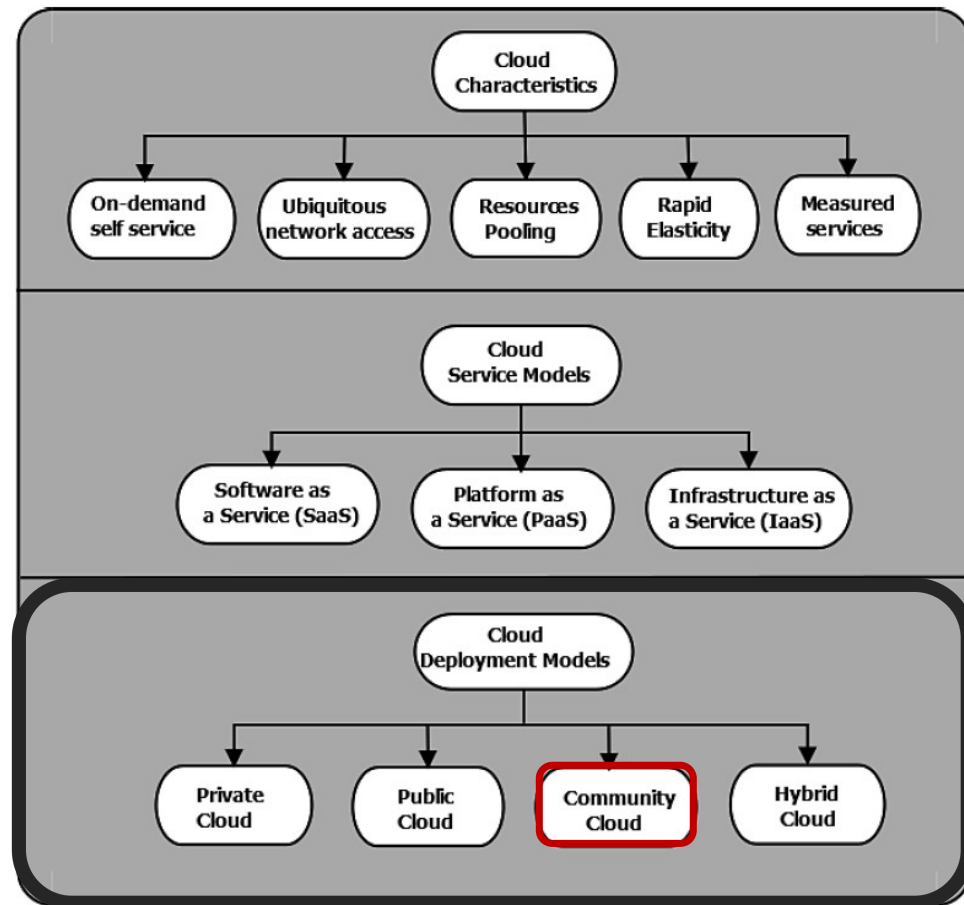 Cloud
Characteristics
On-demand
self service
Ubiquitous
network access
Resources
Pooling
Rapid
Elasticity
Measured
services
Cloud
Service Models
Software as
a Service (SaaS)
Platform as
a Service (PaaS)
Infrastructure as
a Service (IaaS)
Cloud
Deployment Models
Private
Cloud
Public
Cloud
Community
Cloud
Hybrid
Cloud